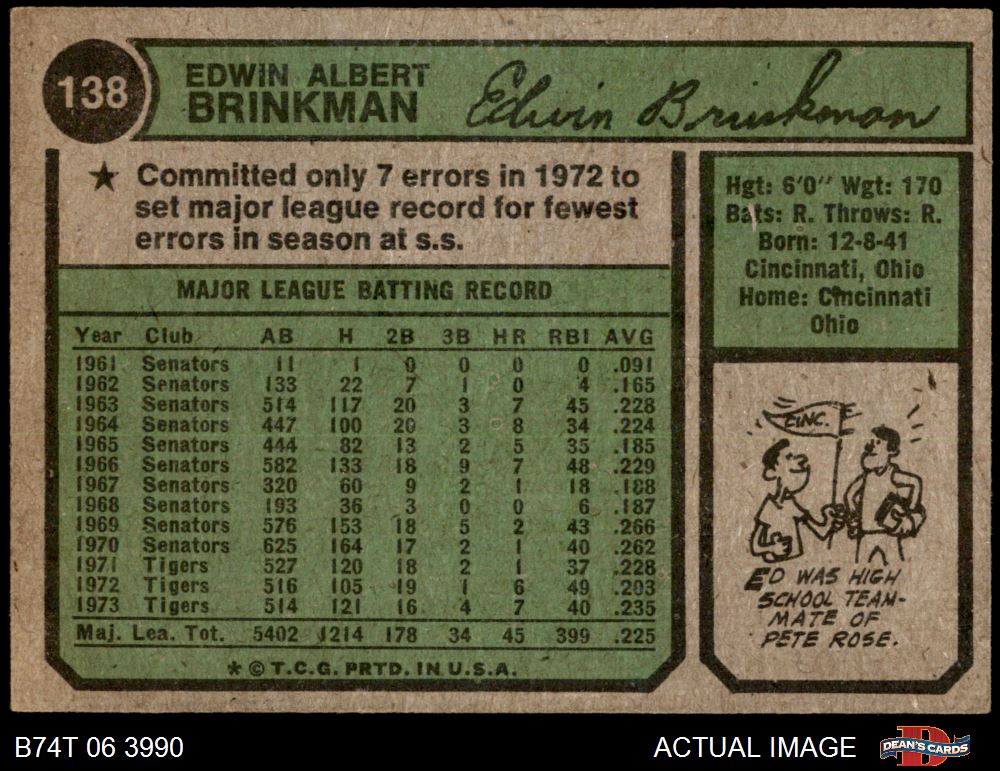 138
EDWIN ALBERT
BRINKMAN
Edwin Brinkman
★ Committed only 7 errors in 1972 to
set major league record for fewest
errors in season at s.s.
MAJOR LEAGUE BATTING RECORD
Year Club AB H 2B 3B HR RBI AVG
1961 Senators 11 1 0 0 0 0 .091
1962 Senators 133 22 7 1 0 4 .165
1963 Senators 514 117 20 3 7 45 .228
1964 Senators 447 100 20 3 8 34 .224
1965 Senators 444 82 13 2 5 35 .185
1966 Senators 582 133 18 9 7 48 .229
1967 Senators 320 60 9 2 1 18 .188
1968 Senators 193 36 3 0 0 6 .187
1969 Senators 576 153 18 5 2 43 .266
1970 Senators 625 164 17 2 1 40 .262
1971 Tigers 527 120 18 2 1 37 .228
1972 Tigers 516 105 19 1 6 49 .203
1973 Tigers 514 121 16 4 7 40 .235
Maj. Lea. Tot. 5402 1214 178 34 45 399 .225
* © T.C.G. PRTD. IN U.S.A.
Hgt: 6'0" Wgt: 170
Bats: R. Throws: R.
Born: 12-8-41
Cincinnati, Ohio
Home: Cincinnati
Ohio
CINC.
ED WAS HIGH
SCHOOL TEAM-
MATE OF
PETE ROSE.
B74T 06 3990
ACTUAL IMAGE
DEAN'S CARDS